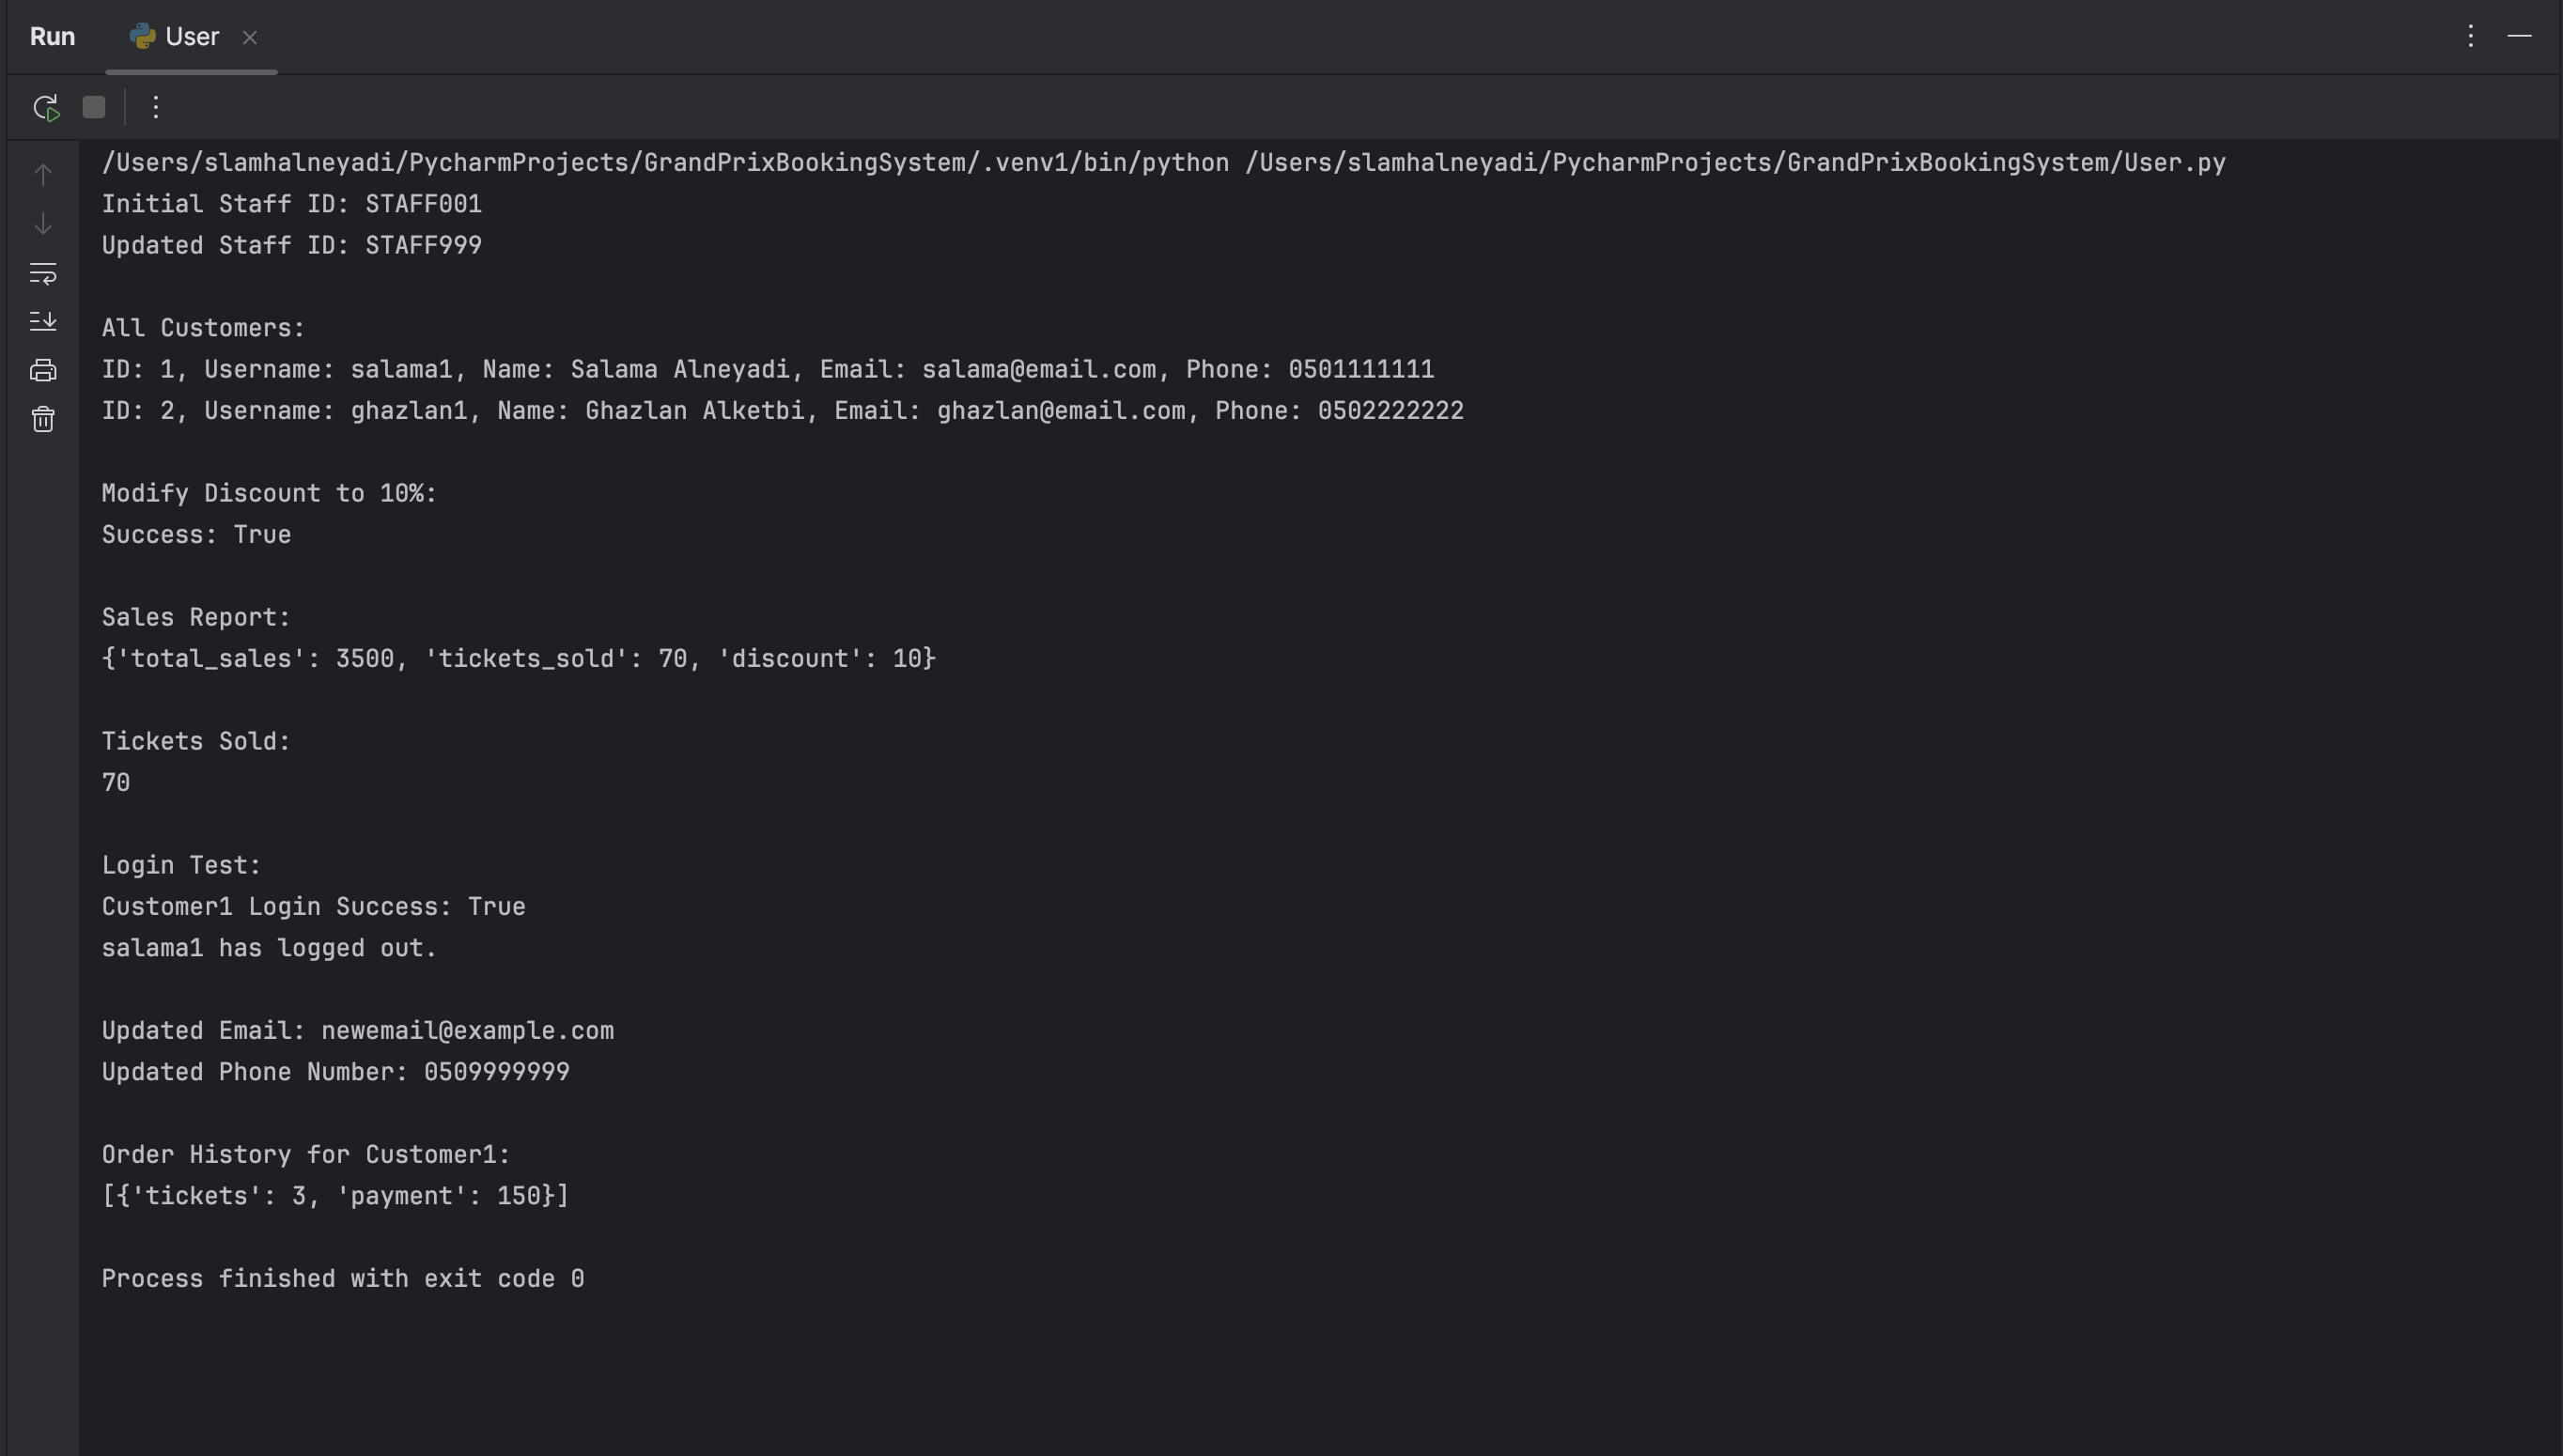 Run User
/Users/slamhalneyadi/PycharmProjects/GrandPrixBookingSystem/.venv1/bin/python /Users/slamhalneyadi/PycharmProjects/GrandPrixBookingSystem/User.py
Initial Staff ID: STAFF001
Updated Staff ID: STAFF999
All Customers:
ID: 1, Username: salama1, Name: Salama Alneyadi, Email: salama@email.com, Phone: 0501111111
ID: 2, Username: ghazlan1, Name: Ghazlan Alketbi, Email: ghazlan@email.com, Phone: 0502222222
Modify Discount to 10%:
Success: True
Sales Report:
{'total_sales': 3500, 'tickets_sold': 70, 'discount': 10}
Tickets Sold:
70
Login Test:
Customer1 Login Success: True
salama1 has logged out.
Updated Email: newemail@example.com
Updated Phone Number: 0509999999
Order History for Customer1:
[{'tickets': 3, 'payment': 150}]
Process finished with exit code 0